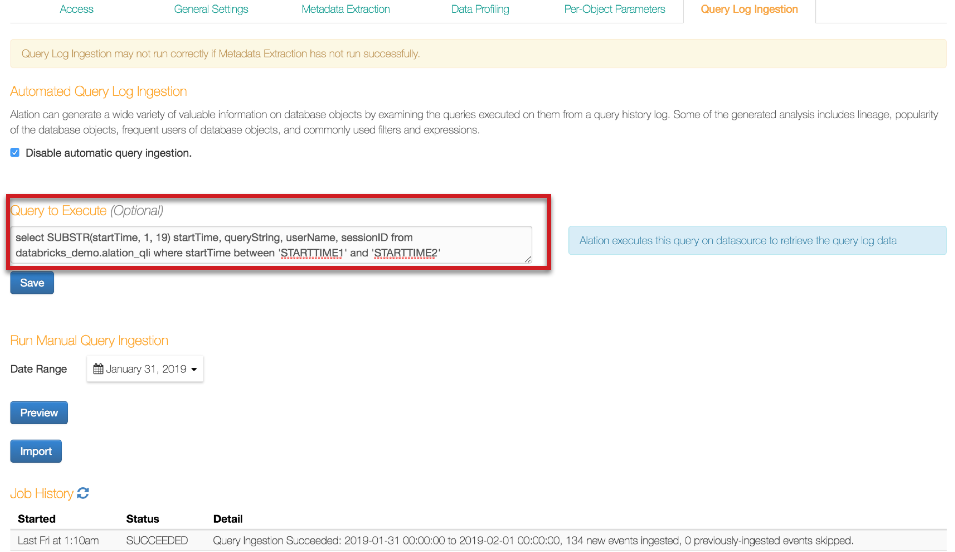 Access General Settings Metadata Extraction Data Profiling Per-Object Parameters Query Log Ingestion
Query Log Ingestion may not run correctly if Metadata Extraction has not run successfully.
Automated Query Log Ingestion
Alation can generate a wide variety of valuable information on database objects by examining the queries executed on them from a query history log. Some of the generated analysis includes lineage, popularity
of the database objects, frequent users of database objects, and commonly used filters and expressions.
Disable automatic query ingestion.
Query to Execute (Optional)
select SUBSTR(startTime, 1, 19) startTime, queryString, userName, sessionID from
databricks_demo.alation_qli where startTime between 'STARTTIME1' and 'STARTTIME2'
Alation executes this query on datasource to retrieve the query log data
Save
Run Manual Query Ingestion
Date Range January 31, 2019
Preview
Import
Job History
Started Status Detail
Last Fri at 1:10am SUCCEEDED Query Ingestion Succeeded: 2019-01-31 00:00:00 to 2019-02-01 00:00:00, 134 new events ingested, 0 previously-ingested events skipped.